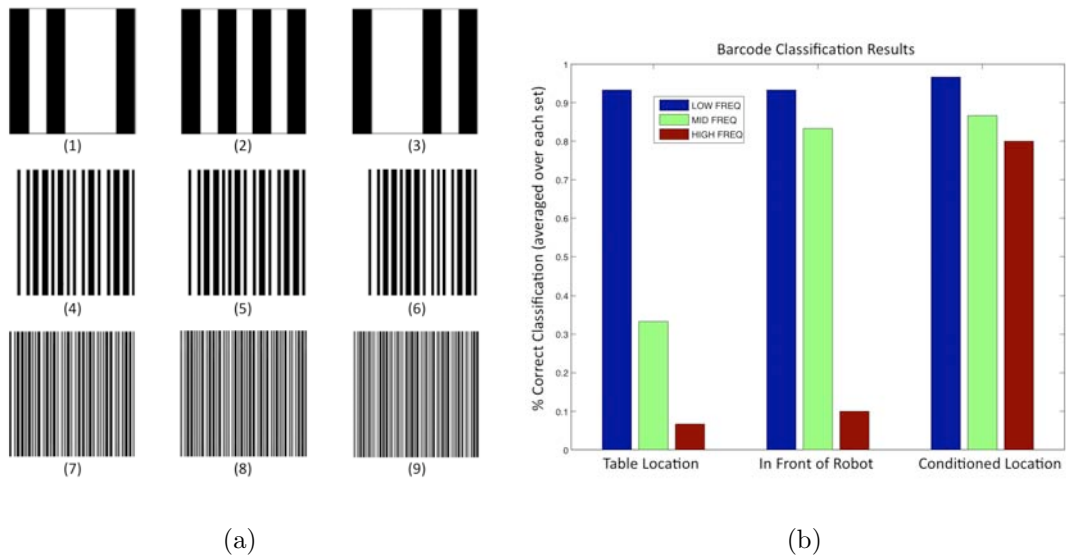 (1)
(2)
(3)
(4)
(5)
(6)
(7)
(8)
(9)
(a)
Barcode Classification Results
% Correct Classification (averaged over each set)
1
0.9
0.8
0.7
0.6
0.5
0.4
0.3
0.2
0.1
0
LOW FREQ
MID FREQ
HIGH FREQ
Table Location
In Front of Robot
Conditioned Location
(b)